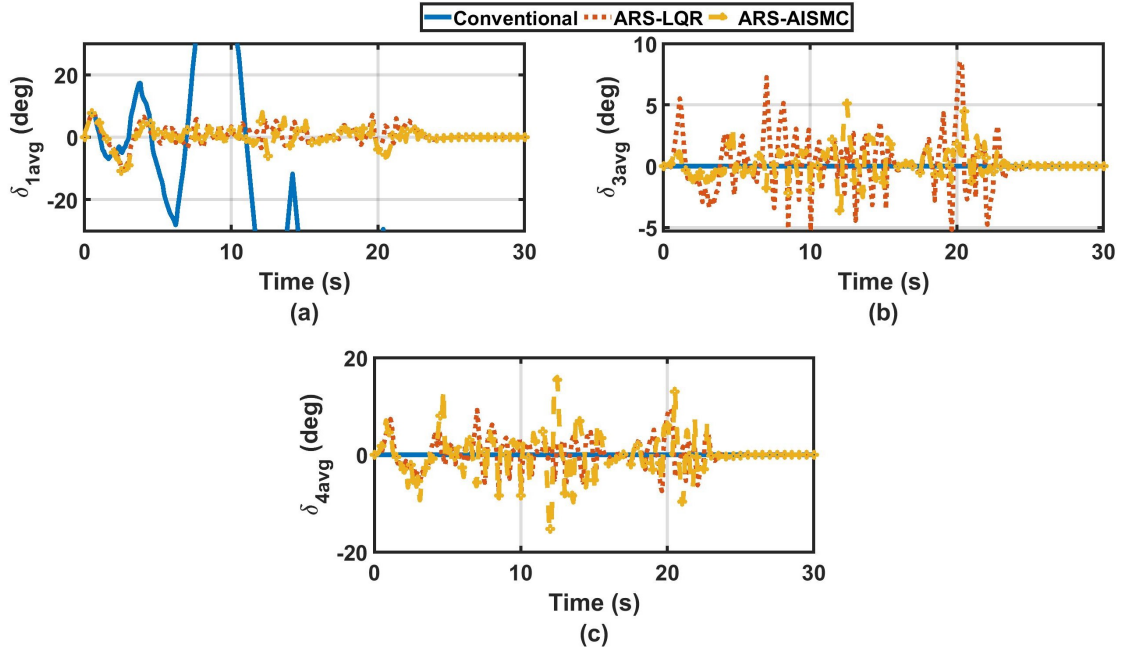 Conventional ARS-LQR ARS-AISMC
δ1avg (deg)
20
0
-20
0 10 20 30
Time (s)
(a)
δ3avg (deg)
10
5
0
-5
0 10 20 30
Time (s)
(b)
δ4avg (deg)
20
0
-20
0 10 20 30
Time (s)
(c)